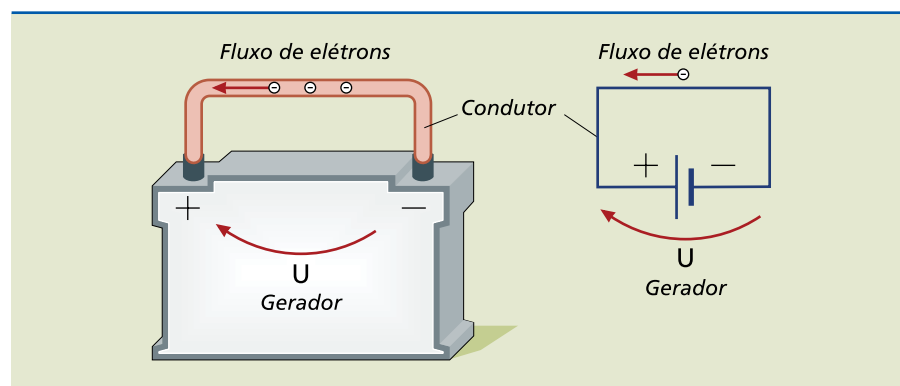 Fluxo de elétrons
Condutor
+ −
U
Gerador
Fluxo de elétrons
+ −
U
Gerador